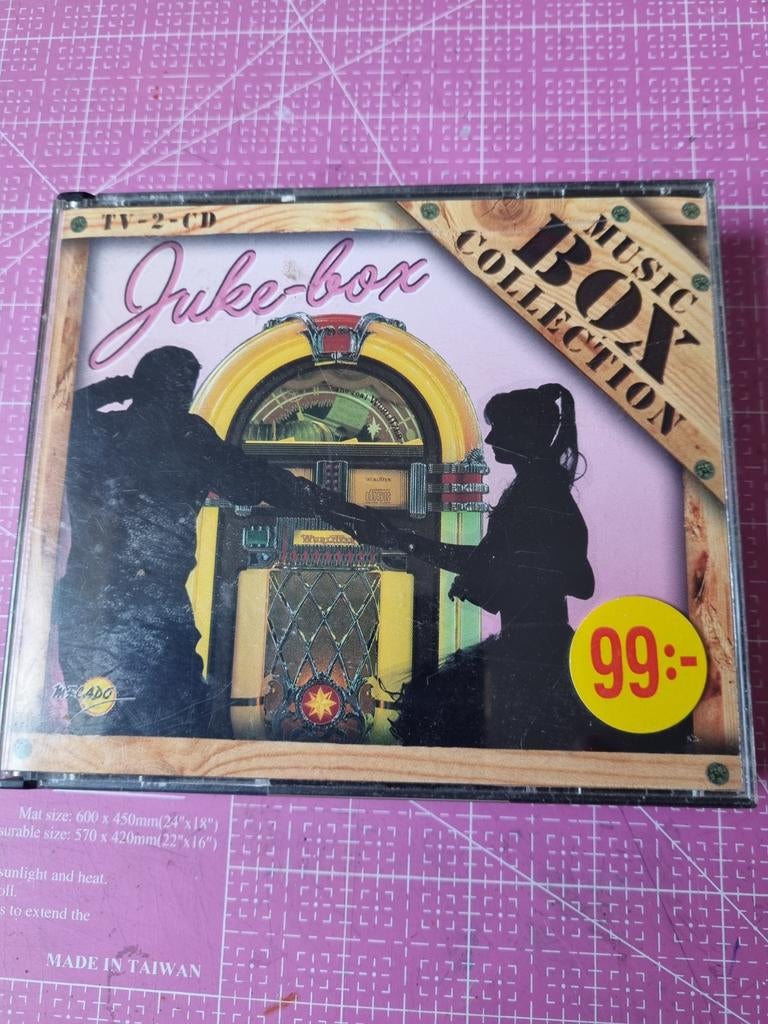 TV-2-CD
Juke-box
MUSIC
BOX
COLLECTION
Wurlitzer
99:-
MECADO
Mat size: 600 x 450mm(24"x18")
surable size: 570 x 420mm(22"x16")
sunlight and heat.
oll.
s to extend the
MADE IN TAIWAN